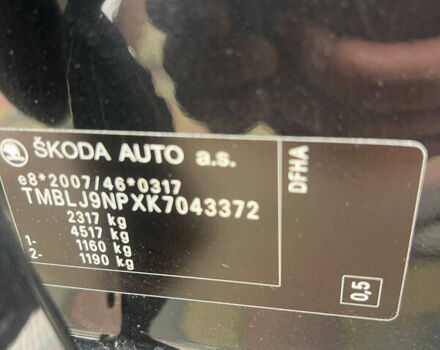 ŠKODA AUTO a.s.
e8*2007/46*0317
TMBLJ9NPXK7043372
2317 kg
4517 kg
1- 1160 kg
2- 1190 kg
DFHA
0,5